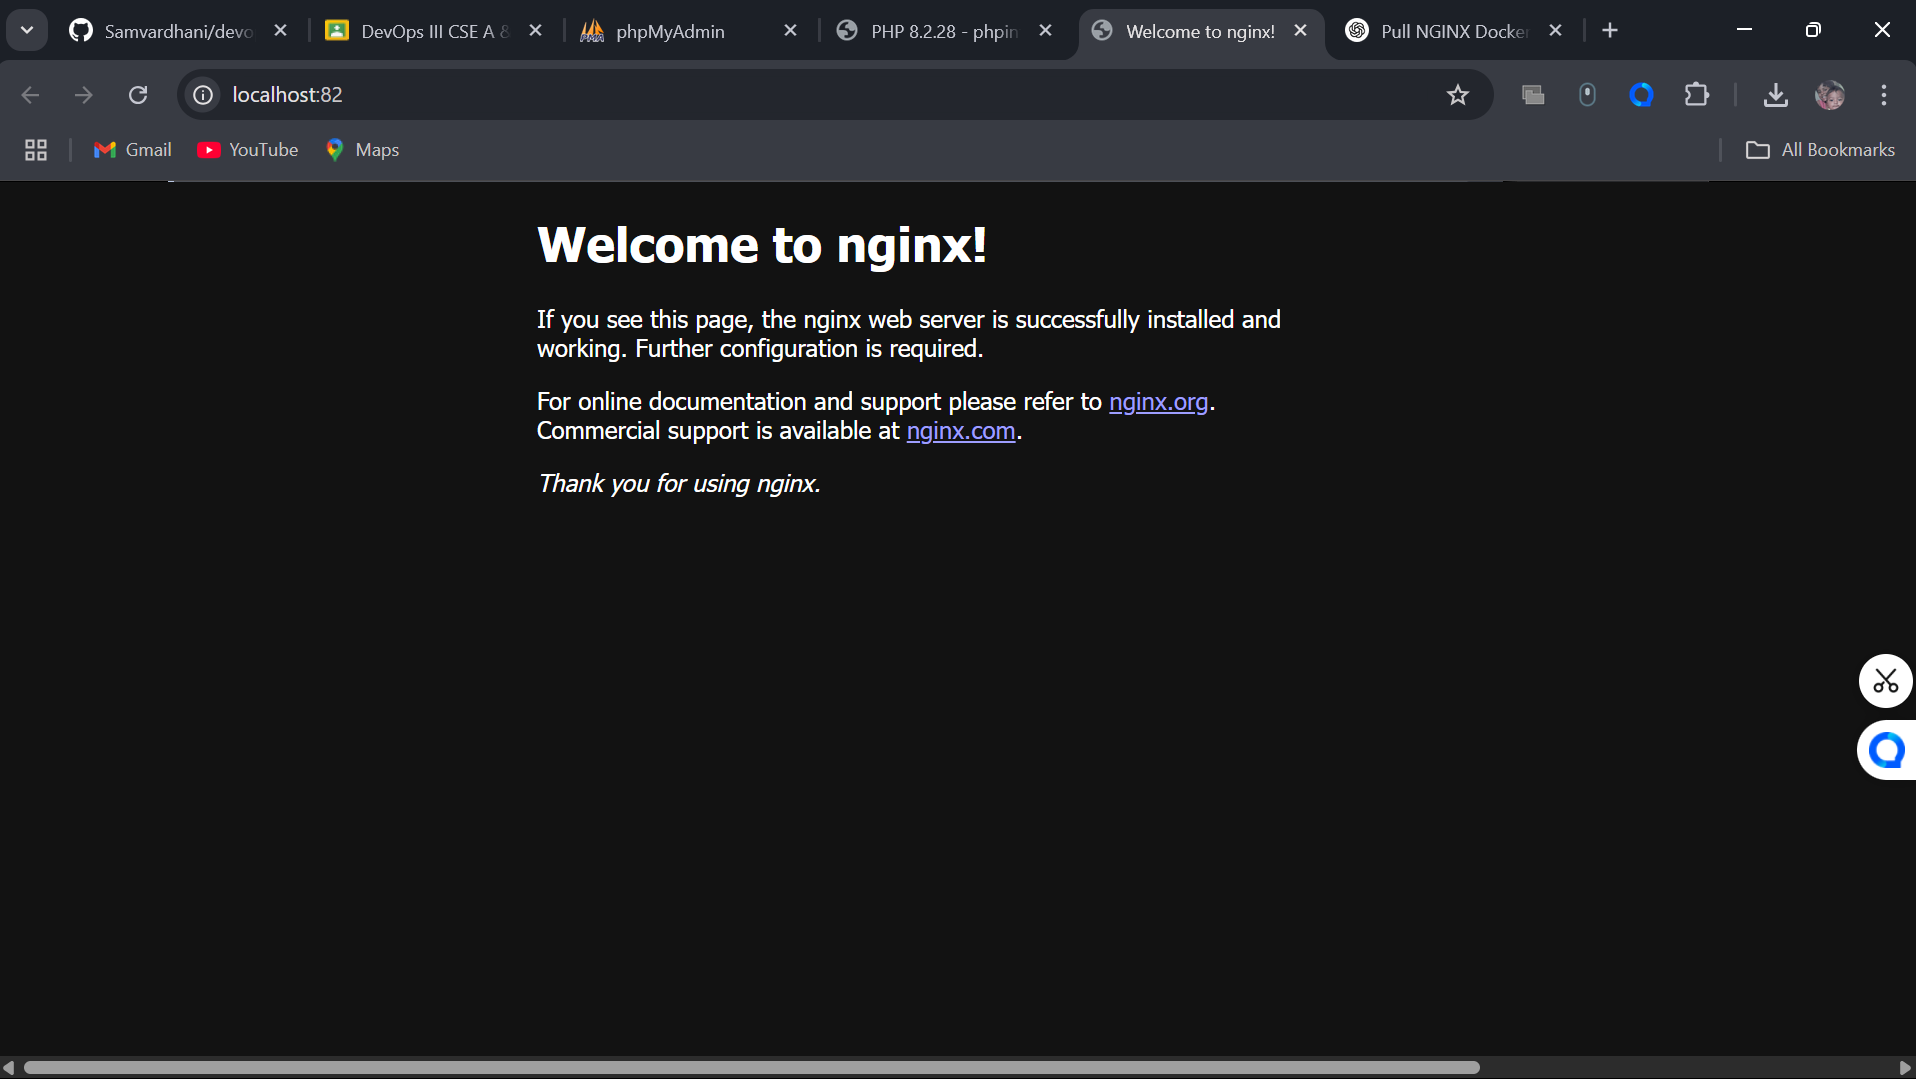 Samvardhani/devo
DevOps III CSE A &
phpMyAdmin
PHP 8.2.28 - phpin
Welcome to nginx!
Pull NGINX Docker
localhost:82
Gmail
YouTube
Maps
All Bookmarks
Welcome to nginx!
If you see this page, the nginx web server is successfully installed and
working. Further configuration is required.
For online documentation and support please refer to nginx.org.
Commercial support is available at nginx.com.
Thank you for using nginx.